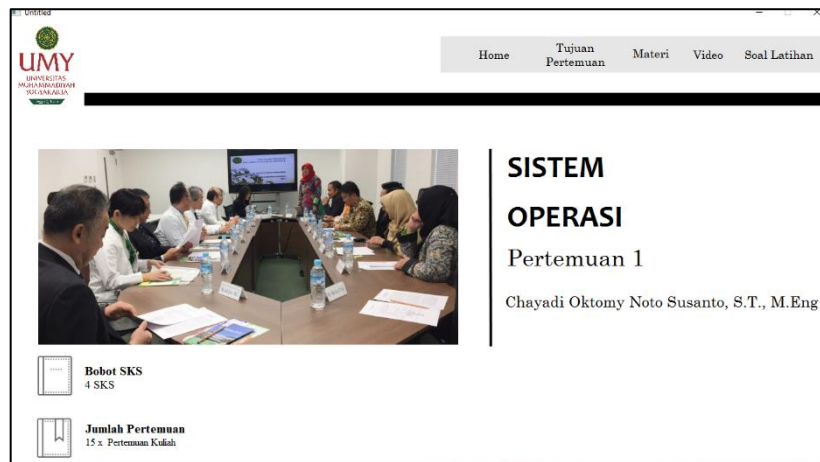 Untitled
UMY
UNIVERSITAS
MUHAMMADIYAH
YOGYAKARTA
Home
Tujuan
Pertemuan
Materi
Video
Soal Latihan
SISTEM
OPERASI
Pertemuan 1
Chayadi Oktomy Noto Susanto, S.T., M.Eng
Bobot SKS
4 SKS
Jumlah Pertemuan
15 x Pertemuan Kuliah